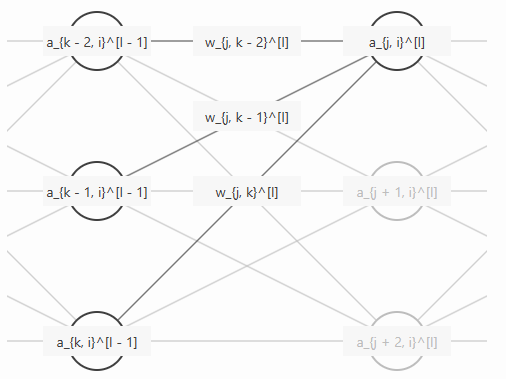 a_{k - 2, i}^[l - 1]
w_{j, k - 2}^[l]
a_{j, i}^[l]
w_{j, k - 1}^[l]
a_{k - 1, i}^[l - 1]
w_{j, k}^[l]
a_{j + 1, i}^[l]
a_{k, i}^[l - 1]
a_{j + 2, i}^[l]